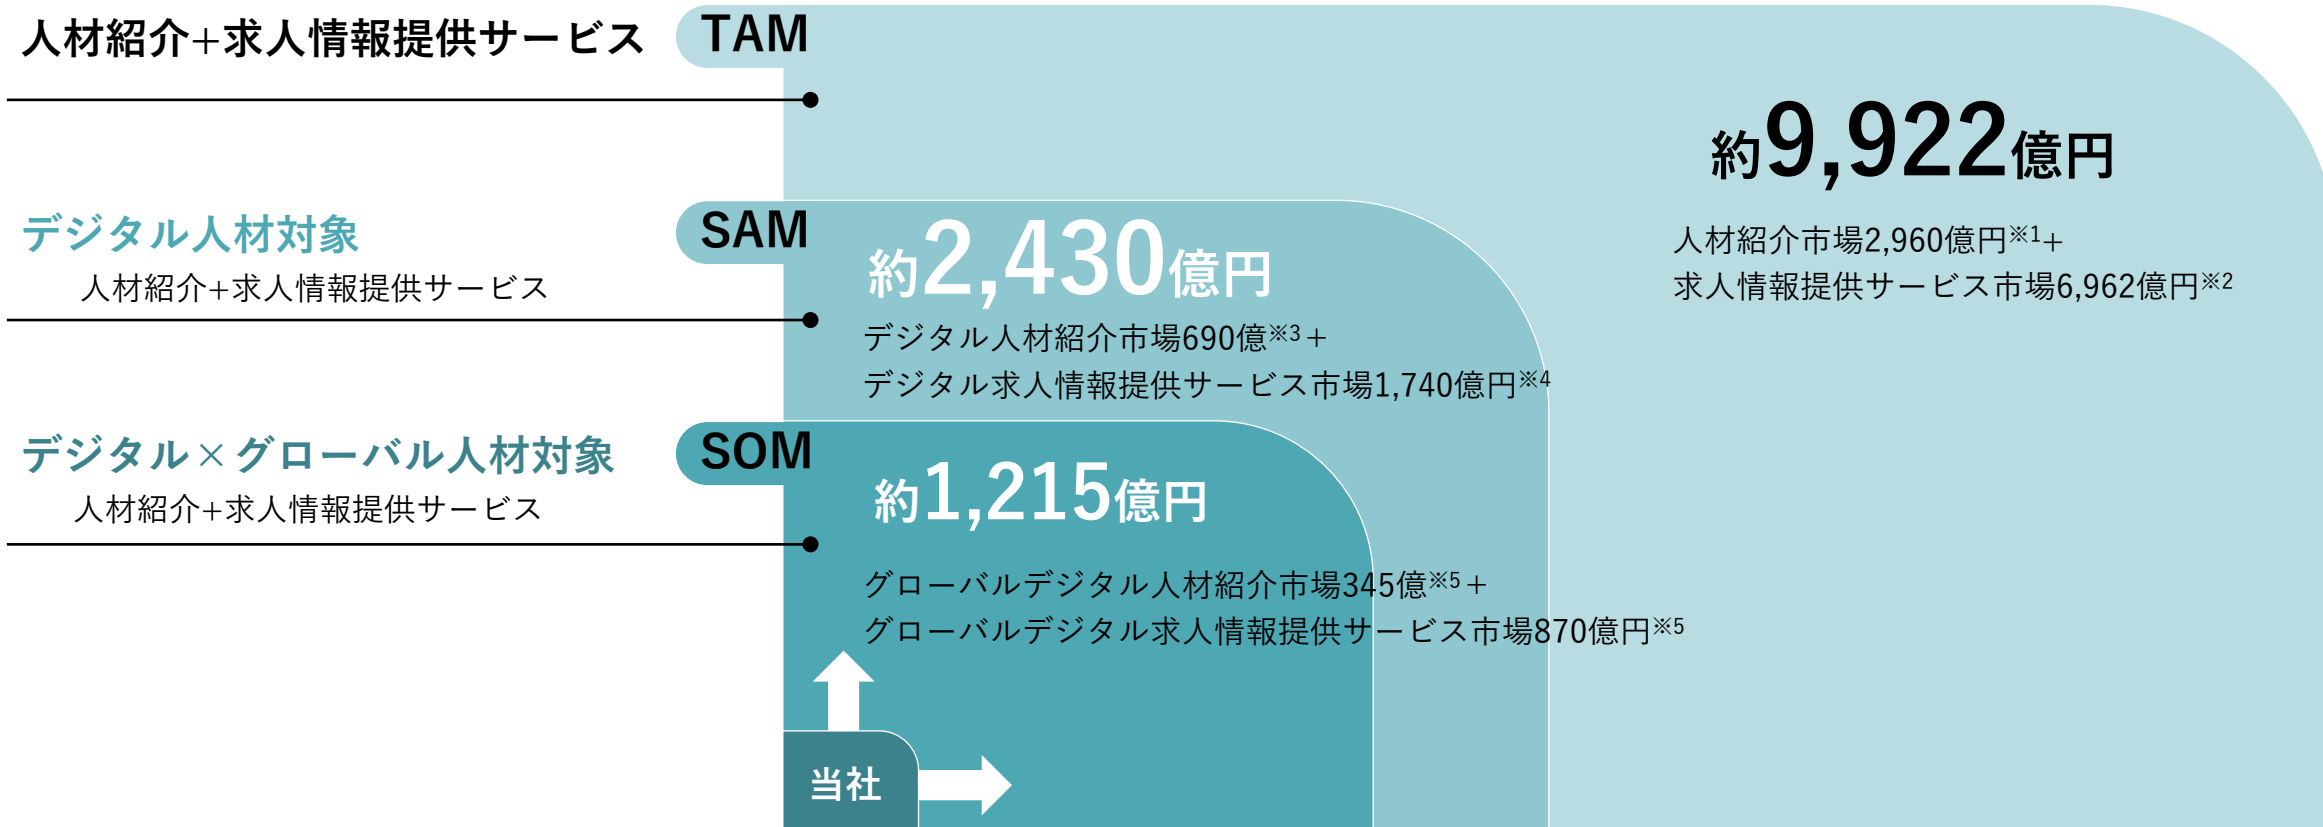 人材紹介+求人情報提供サービス
TAM
約9,922億円
人材紹介市場2,960億円※1+
求人情報提供サービス市場6,962億円※2
デジタル人材対象
人材紹介+求人情報提供サービス
SAM
約2,430億円
デジタル人材紹介市場690億※3+
デジタル求人情報提供サービス市場1,740億円※4
デジタル×グローバル人材対象
人材紹介+求人情報提供サービス
SOM
約1,215億円
グローバルデジタル人材紹介市場345億※5+
グローバルデジタル求人情報提供サービス市場870億円※5
当社